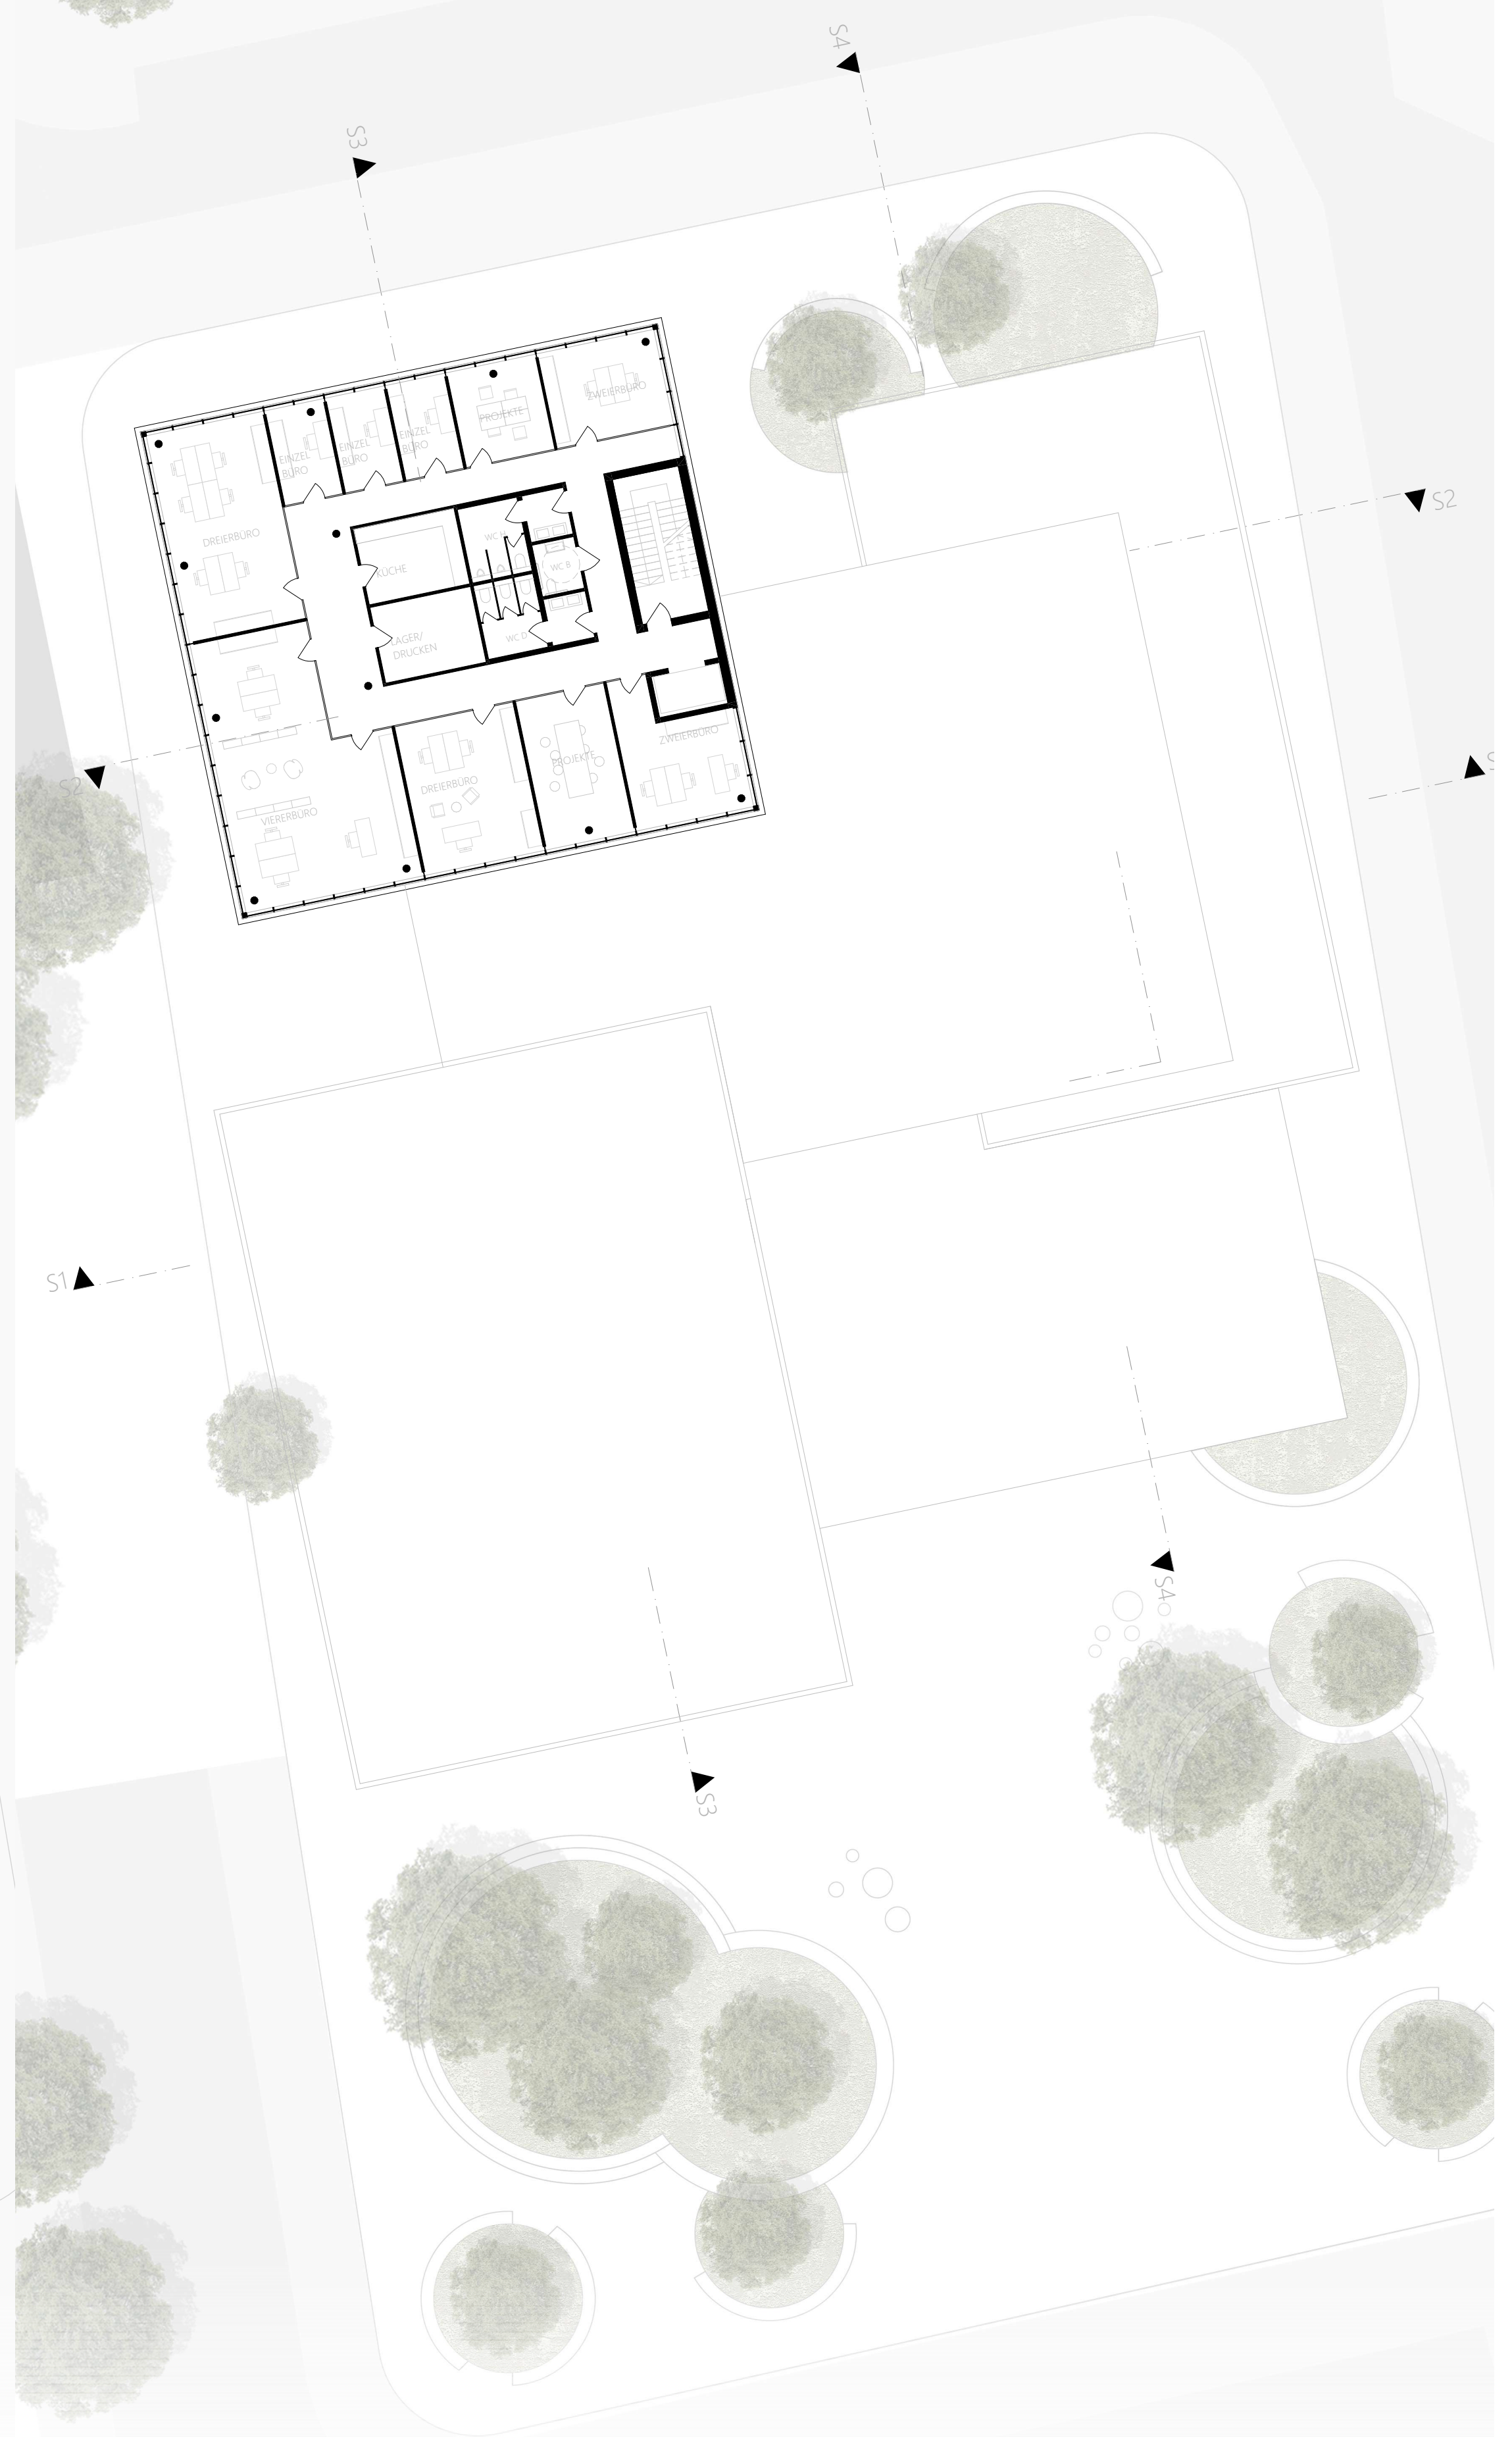 S4
S3
ZWEIERBÜRO
PROJEKTE
EINZEL
BÜRO
EINZEL
BÜRO
EINZEL
BÜRO
S2
DREIERBÜRO
WC H
WC B
KÜCHE
WC D
LAGER/
DRUCKEN
ZWEIERBÜRO
PROJEKTE
S2
DREIERBÜRO
VIERERBÜRO
S1
S4
S3